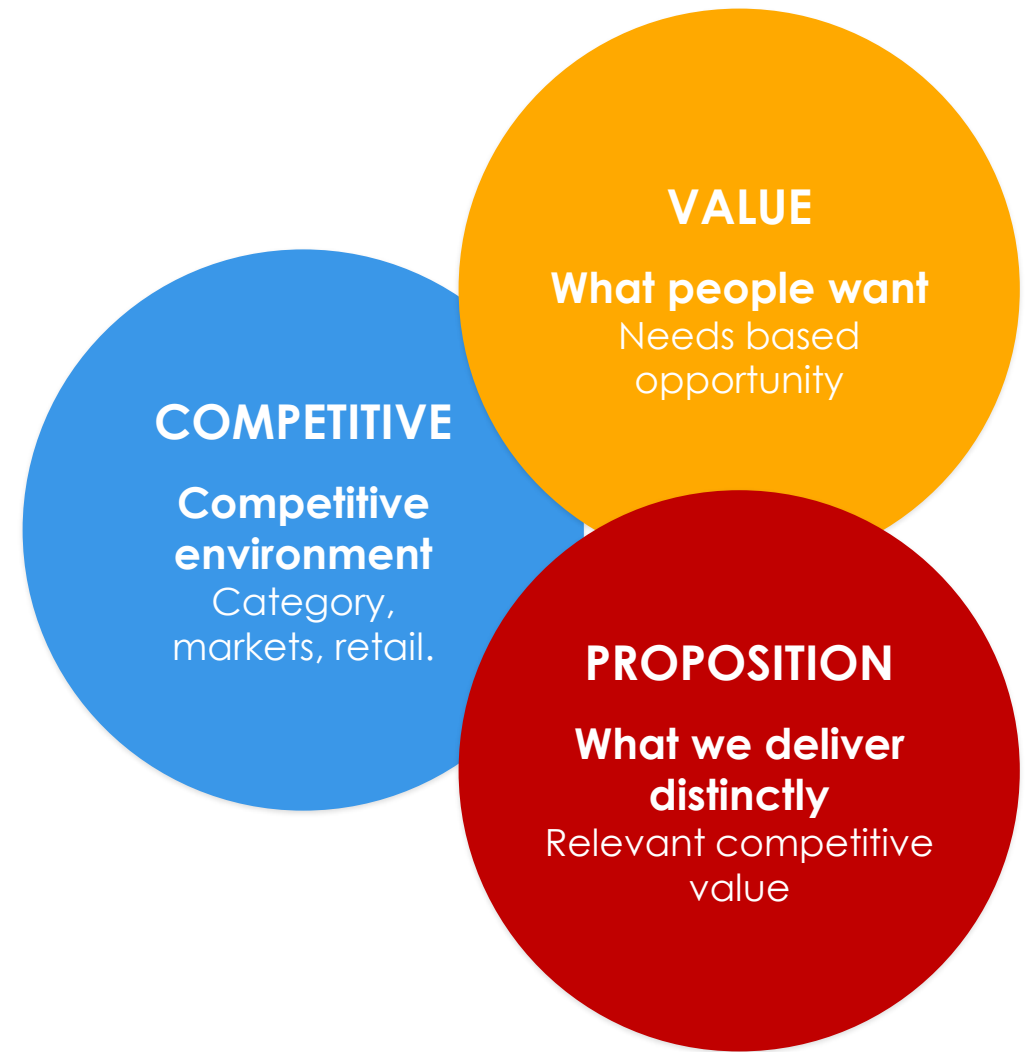 VALUE
What people want
Needs based
opportunity
COMPETITIVE
Competitive
environment
Category,
markets, retail.
PROPOSITION
What we deliver
distinctly
Relevant competitive
value